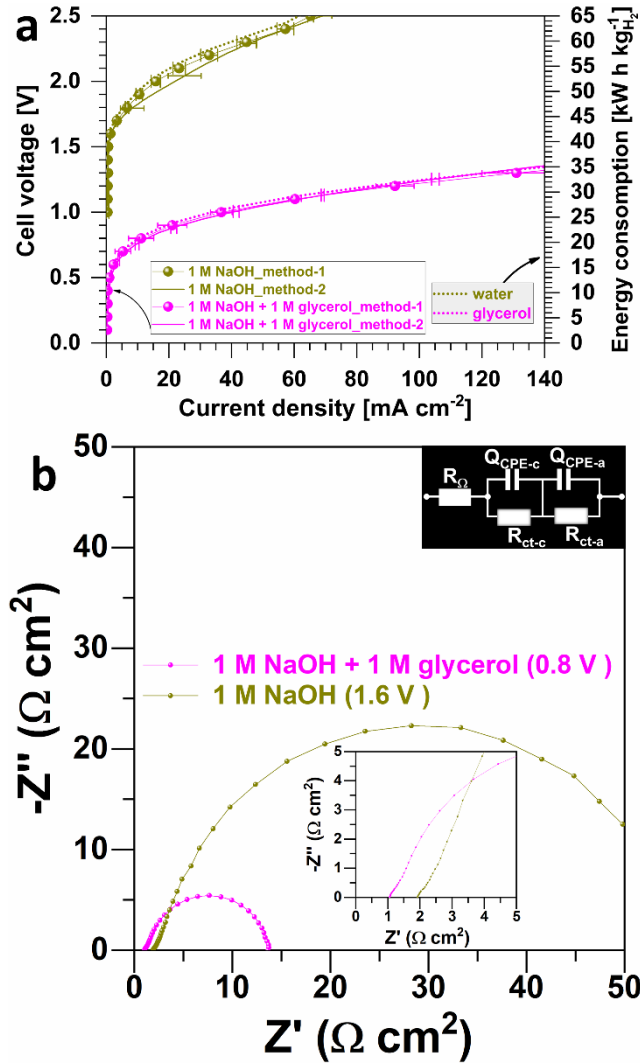 a
Cell voltage [V]
2.5
2.0
1.5
1.0
0.5
0.0
65
60
55
50
45
40
35
30
25
20
15
10
5
0
Energy consomption [kW h kg⁻¹H₂]
1 M NaOH_method-1
1 M NaOH_method-2
1 M NaOH + 1 M glycerol_method-1
1 M NaOH + 1 M glycerol_method-2
water
glycerol
0 20 40 60 80 100 120 140
Current density [mA cm⁻²]
b
-Z'' (Ω cm²)
50
40
30
20
10
0
RΩ
QCPE-c QCPE-a
Rct-c Rct-a
1 M NaOH + 1 M glycerol (0.8 V )
1 M NaOH (1.6 V )
-Z'' (Ω cm²)
5
4
3
2
1
0
0 1 2 3 4 5
Z' (Ω cm²)
0 10 20 30 40 50
Z' (Ω cm²)